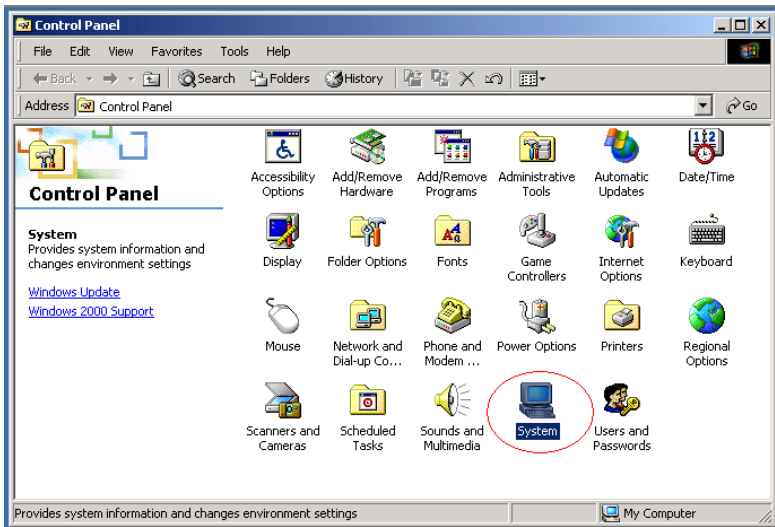 Control Panel
File Edit View Favorites Tools Help
Back Search Folders History
Address Control Panel Go
Control Panel
System
Provides system information and
changes environment settings
Windows Update
Windows 2000 Support
Accessibility
Options
Add/Remove
Hardware
Add/Remove
Programs
Administrative
Tools
Automatic
Updates
Date/Time
Display
Folder Options
Fonts
Game
Controllers
Internet
Options
Keyboard
Mouse
Network and
Dial-up Co...
Phone and
Modem ...
Power Options
Printers
Regional
Options
Scanners and
Cameras
Scheduled
Tasks
Sounds and
Multimedia
System
Users and
Passwords
Provides system information and changes environment settings
My Computer